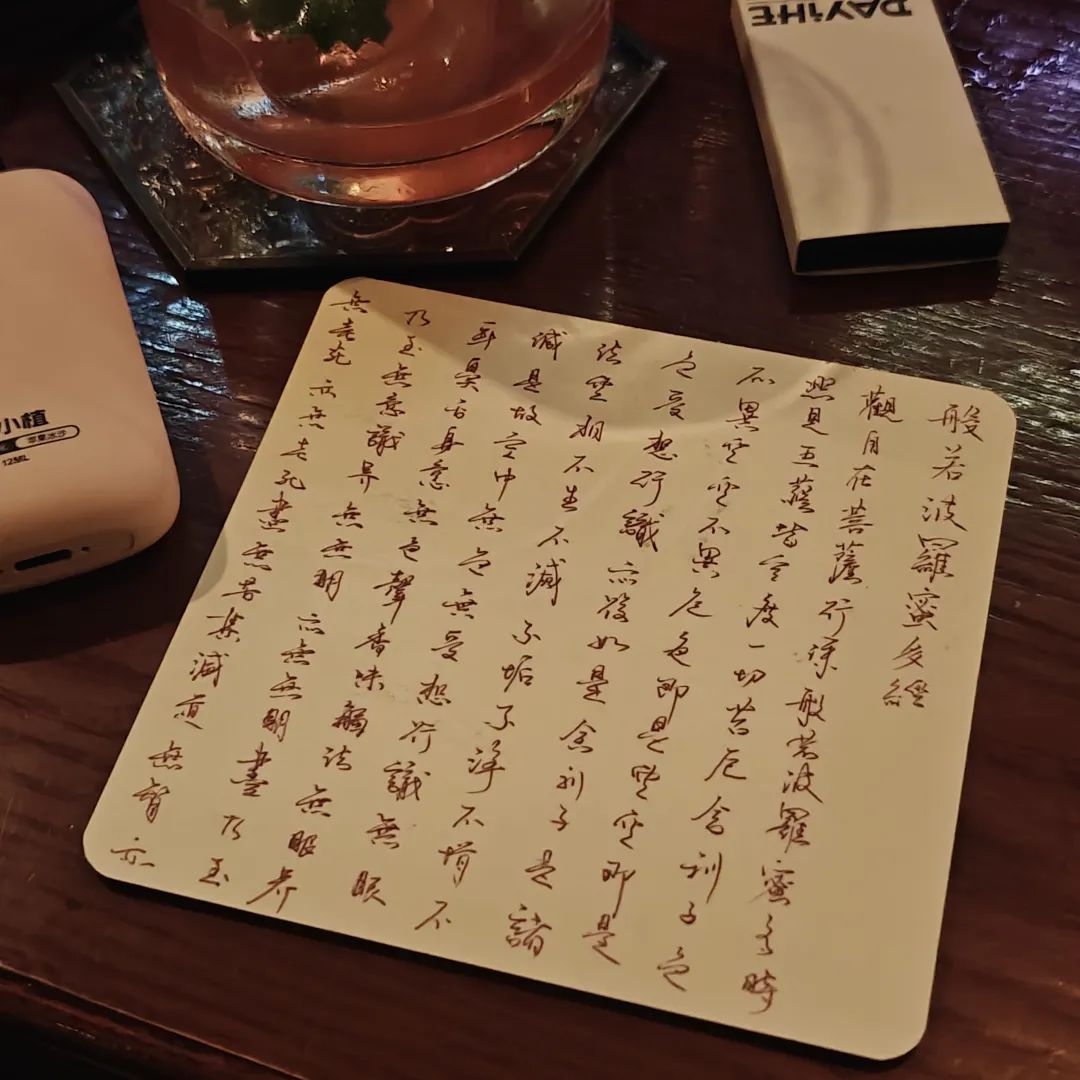 般若波羅蜜多經
觀自在菩薩行深般若波羅蜜多時
照見五蘊皆空度一切苦厄舍利子色
不異空空不異色色即是空空即是
色受想行識亦復如是舍利子是諸
法空相不生不滅不垢不淨不增不
減是故空中無色無受想行識無眼
耳鼻舌身意無色聲香味觸法無眼界
乃至無意識界無無明亦無無明盡乃至
無老死亦無老死盡無苦集滅道無智亦
小植
12ML